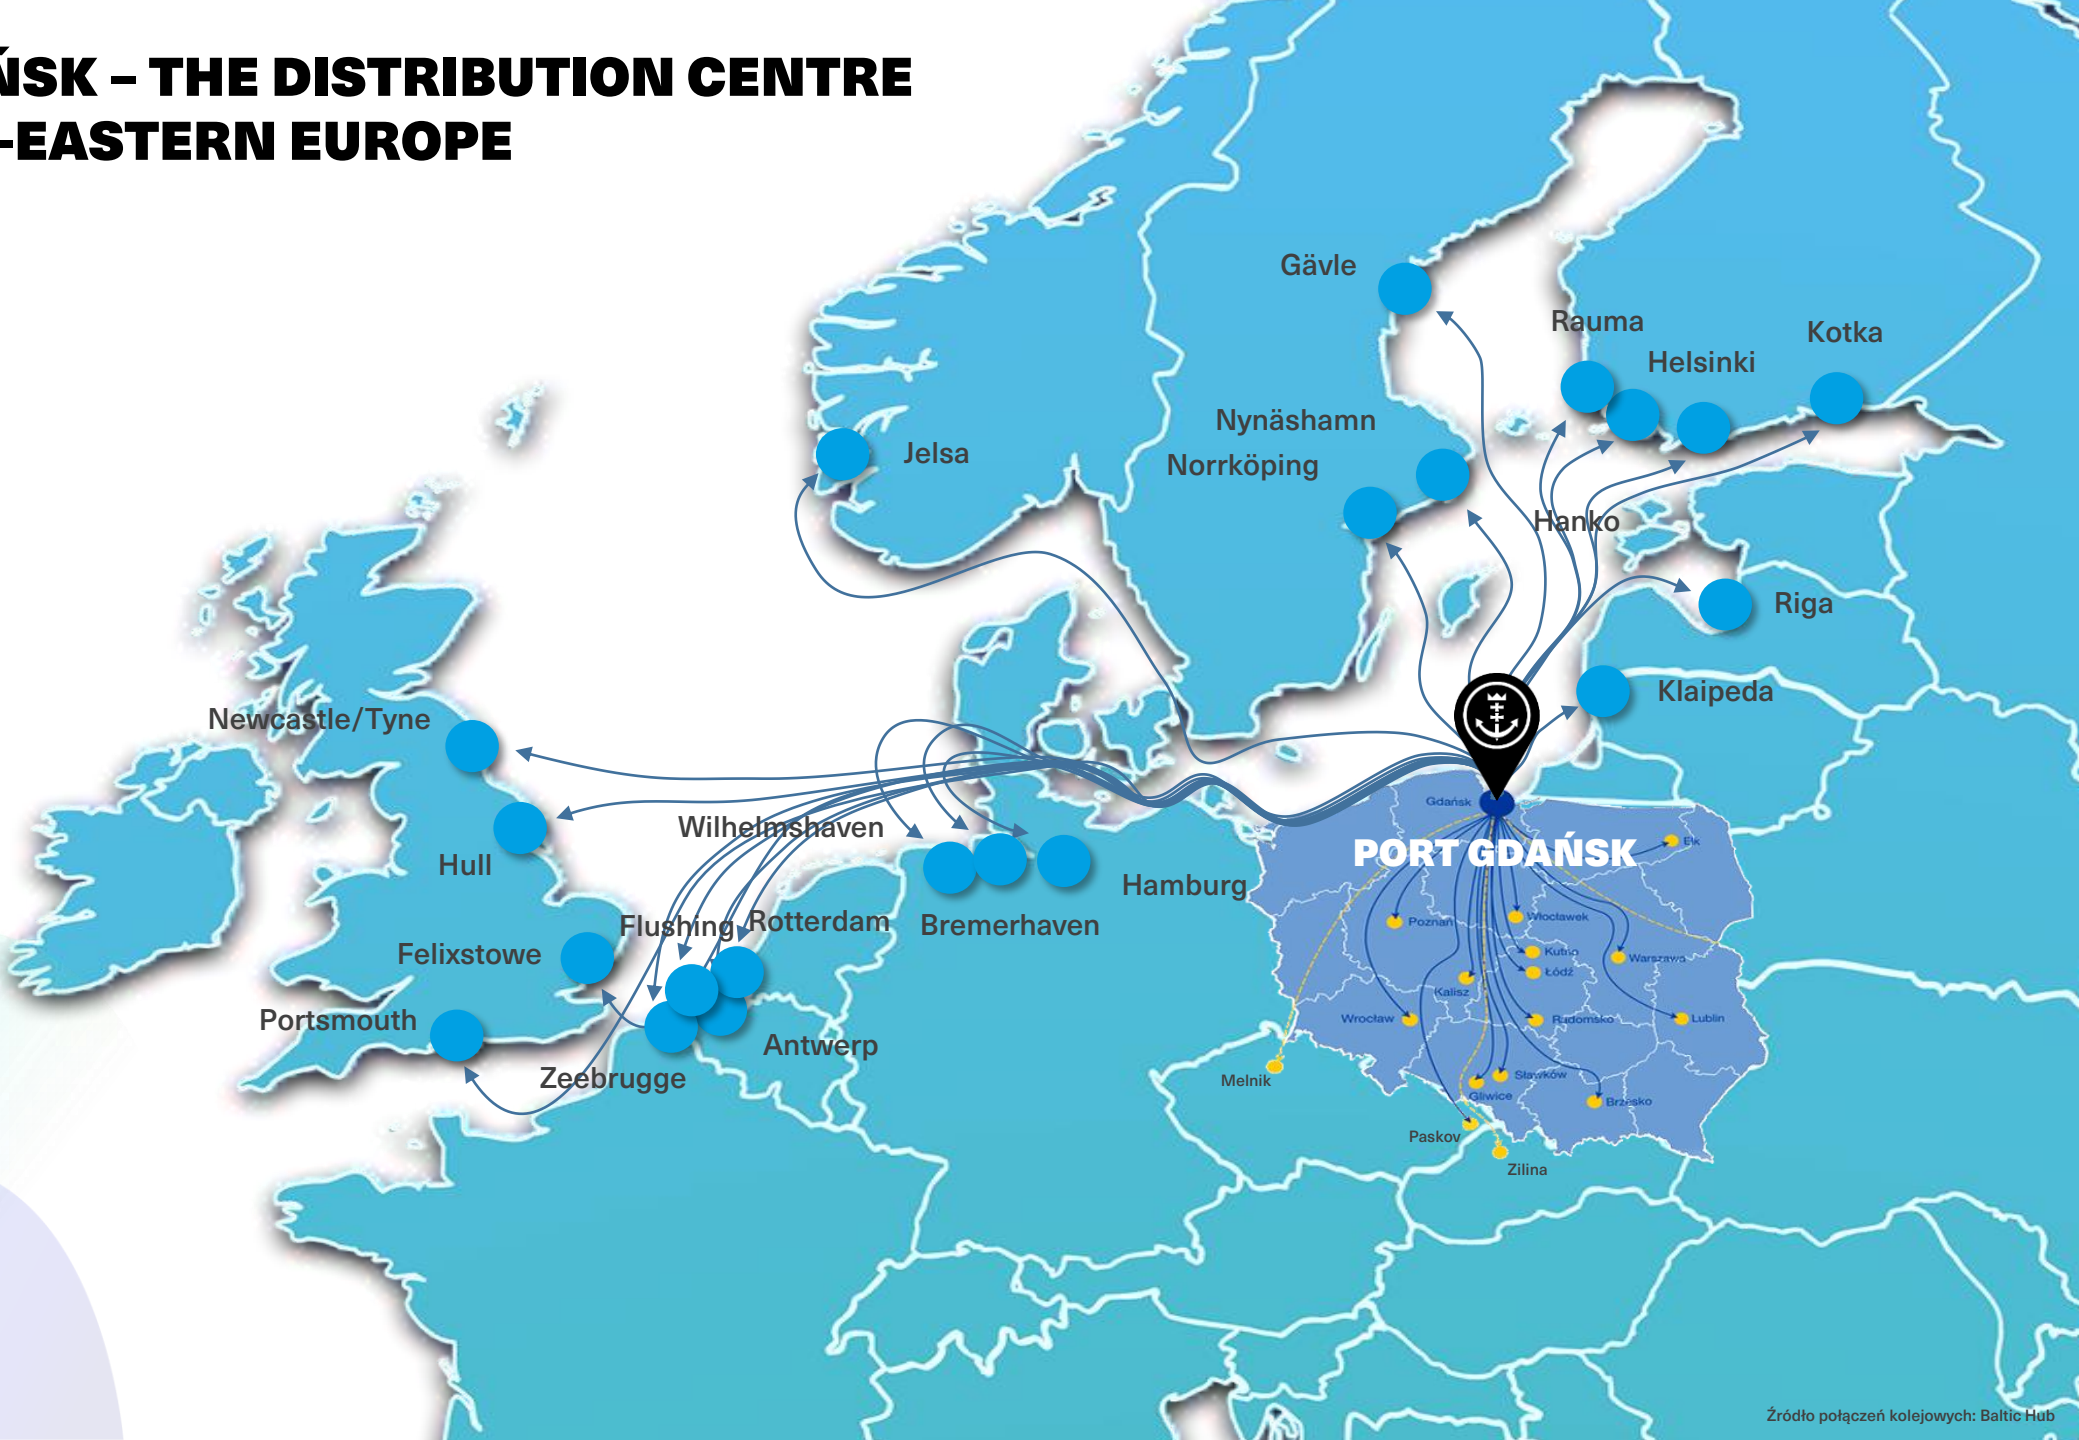 ŃSK – THE DISTRIBUTION CENTRE
-EASTERN EUROPE
Gävle
Rauma
Kotka
Helsinki
Nynäshamn
Jelsa
Norrköping
Hanko
Riga
Klaipeda
Newcastle/Tyne
Gdańsk
Wilhelmshaven
PORT GDAŃSK
Ełk
Hull
Hamburg
Flushing
Rotterdam
Bremerhaven
Poznań
Włocławek
Felixstowe
Kutno
Warszawa
Łódź
Kalisz
Portsmouth
Wrocław
Radomsko
Lublin
Antwerp
Zeebrugge
Melnik
Sławków
Gliwice
Brzesko
Paskov
Zilina
Źródło połączeń kolejowych: Baltic Hub